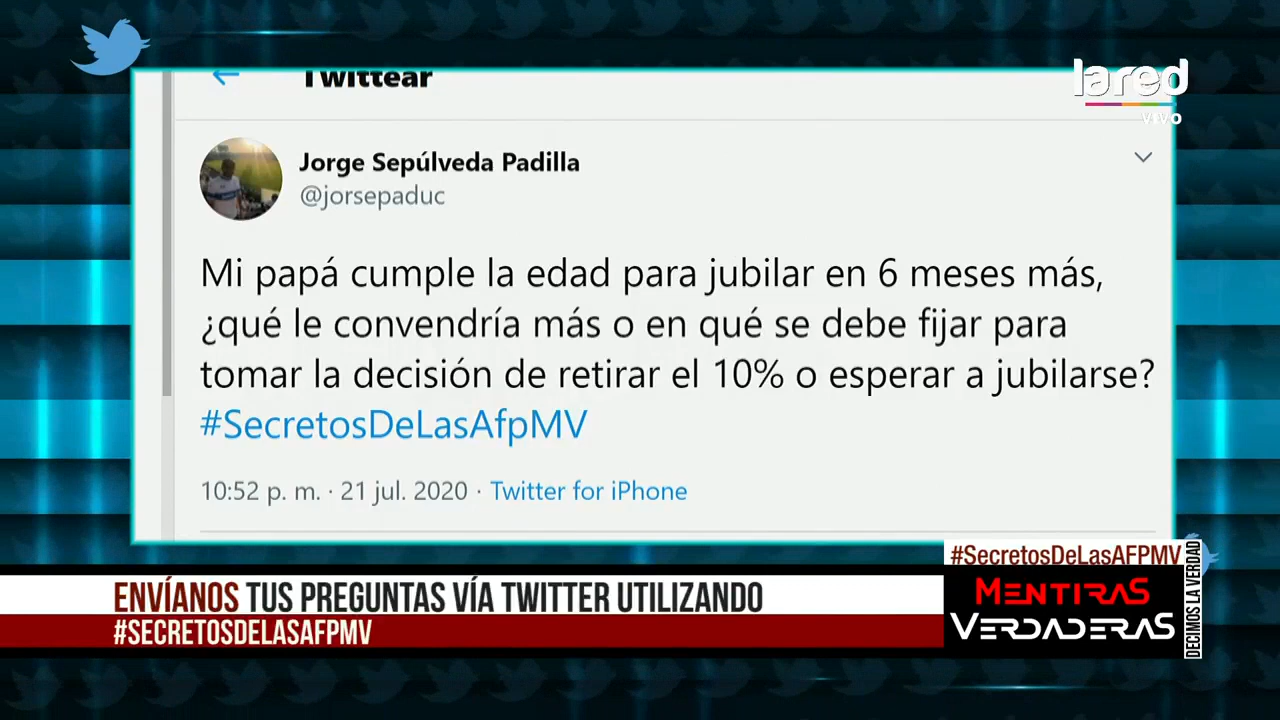 Twittear
lared
VIVO
Jorge Sepúlveda Padilla
@jorsepaduc
Mi papá cumple la edad para jubilar en 6 meses más,
¿qué le convendría más o en qué se debe fijar para
tomar la decisión de retirar el 10% o esperar a jubilarse?
#SecretosDeLasAfpMV
10:52 p. m. · 21 jul. 2020 · Twitter for iPhone
#SecretosDeLasAFPMV
ENVÍANOS TUS PREGUNTAS VÍA TWITTER UTILIZANDO
#SECRETOSDELASAFPMV
MENTIRAS
VERDADERAS
DECIMOS LA VERDAD